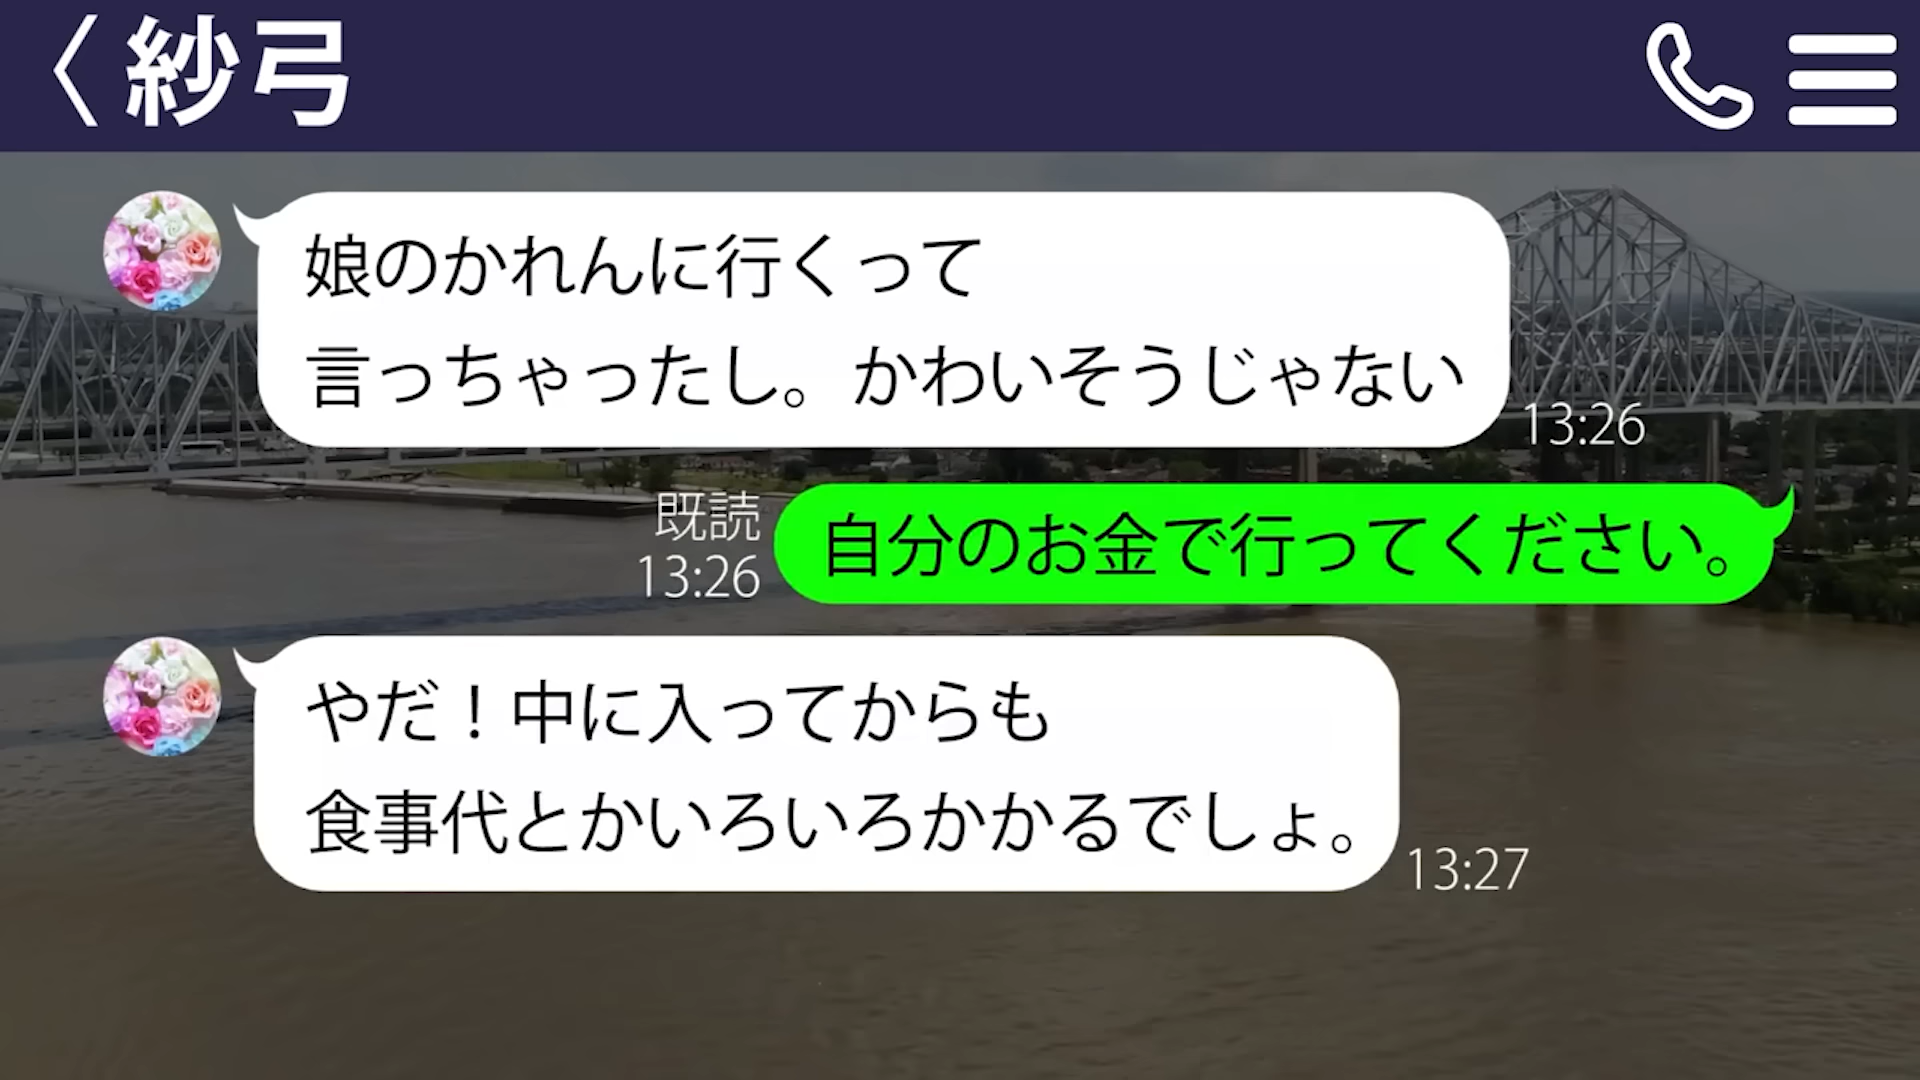 紗弓
娘のかれんに行くって
言っちゃったし。かわいそうじゃない
13:26
既読
13:26
自分のお金で行ってください。
やだ！中に入ってからも
食事代とかいろいろかかるでしょ。
13:27